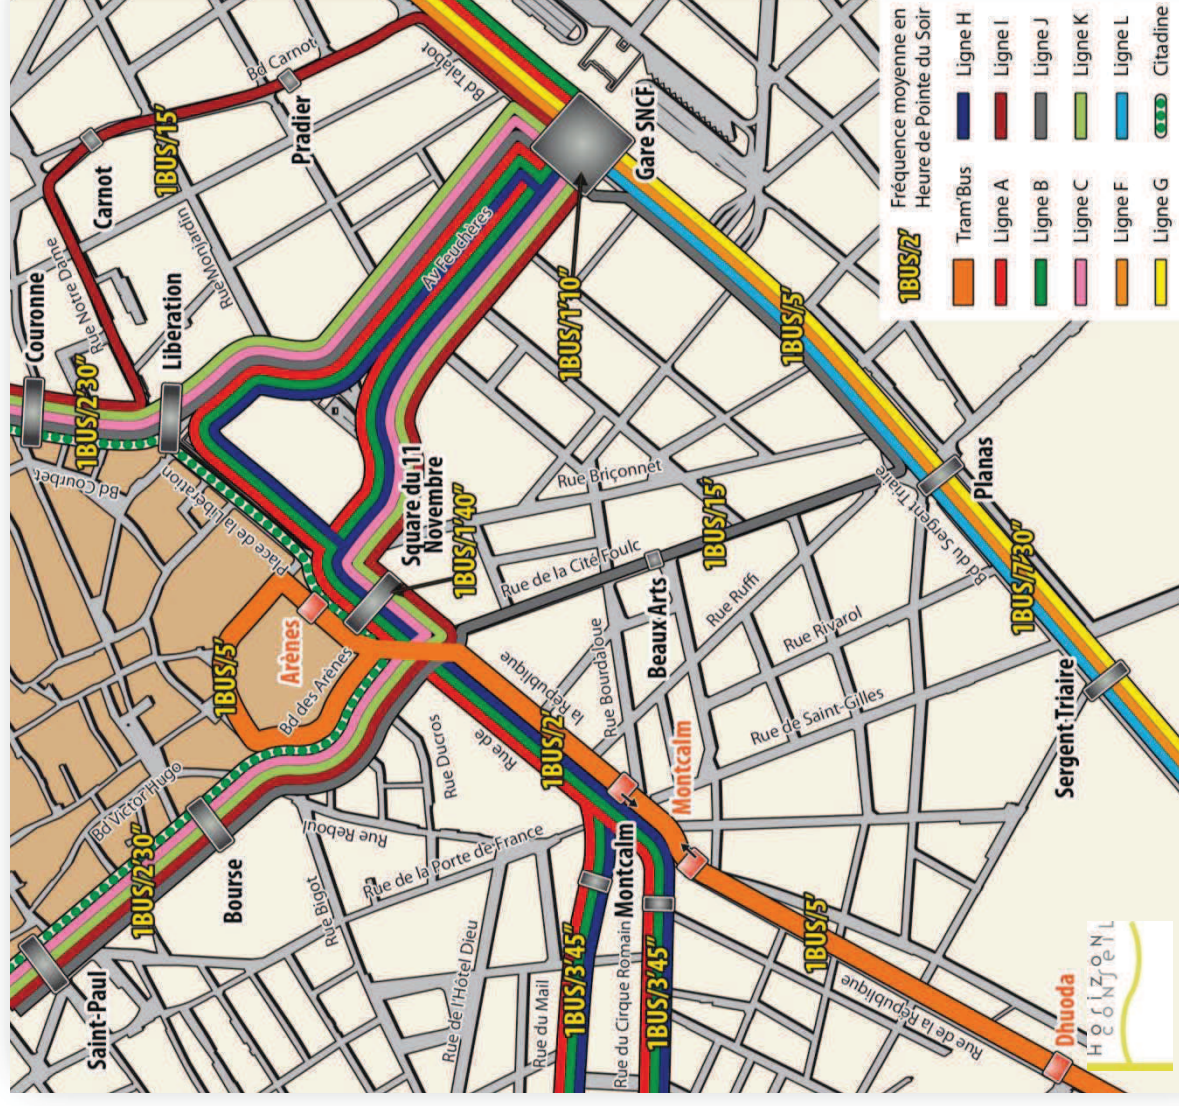 Couronne
1BUS/2'30"
Rue Notre Dame
Carnot
1BUS/15'
Bd Carnot
Pradier
Bd Talabot
Rue Monjardin
Libération
Bd Courbet
Place de la Libération
Av Feuchères
Gare SNCF
1BUS/1'10"
1BUS/5'
Square du 11
Novembre
1BUS/1'40"
Rue Briçonnet
Rue de la Cité Foulc
1BUS/15'
Beaux-Arts
Rue Ruffi
Rue Rivarol
Rue de Saint-Gilles
Rue Bourdaloue
Bd du Sergent Triaire
Planas
1BUS/7'30"
Sergent-Triaire
Arènes
1BUS/5'
Bd des Arènes
Bd Victor Hugo
1BUS/2'30"
Bourse
Saint-Paul
Rue Ducros
Rue Reboul
Rue de la Porte de France
Rue Bigot
Rue de l'Hôtel Dieu
Rue de
la République
1BUS/2'
Montcalm
Montcalm
Rue du Mail
1BUS/3'45"
Rue du Cirque Romain
1BUS/3'45"
1BUS/5'
Rue de la République
Dhuoda
HORIZON
CONSEIL
1BUS/2'
Fréquence moyenne en
Heure de Pointe du Soir
Tram'Bus
Ligne A
Ligne B
Ligne C
Ligne F
Ligne G
Ligne H
Ligne I
Ligne J
Ligne K
Ligne L
Citadine